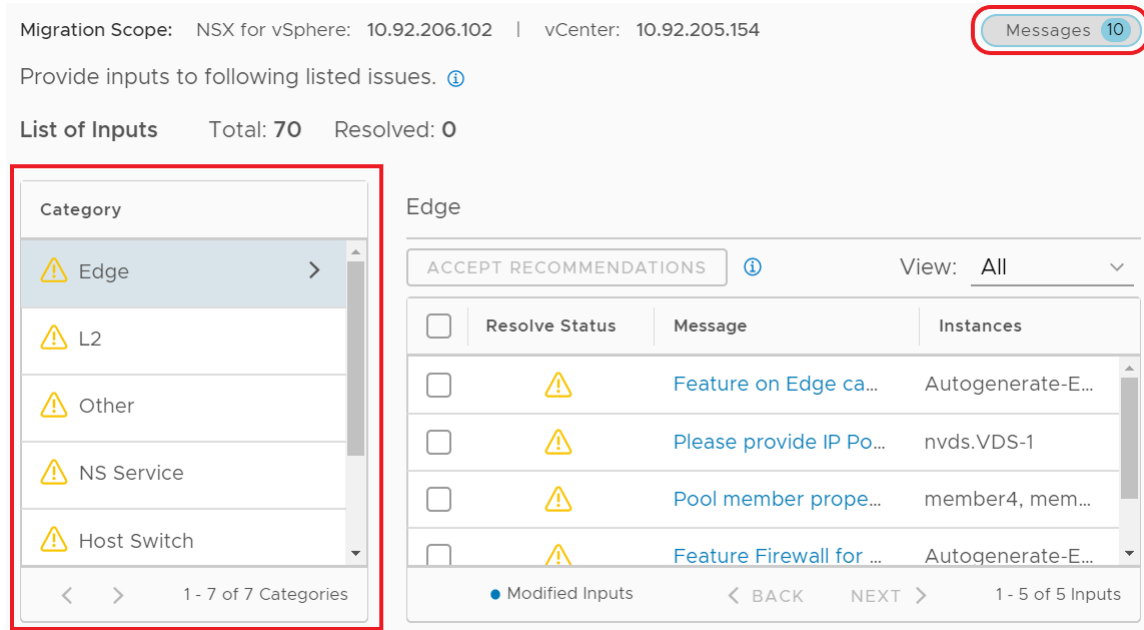 Migration Scope: NSX for vSphere: 10.92.206.102 | vCenter: 10.92.205.154
Messages 10
Provide inputs to following listed issues.
List of Inputs Total: 70 Resolved: 0
Category
Edge
L2
Other
NS Service
Host Switch
1 - 7 of 7 Categories
Edge
ACCEPT RECOMMENDATIONS
View: All
Resolve Status Message Instances
Feature on Edge ca... Autogenerate-E...
Please provide IP Po... nvds.VDS-1
Pool member prope... member4, mem...
Feature Firewall for ... Autogenerate-E...
Modified Inputs BACK NEXT 1 - 5 of 5 Inputs